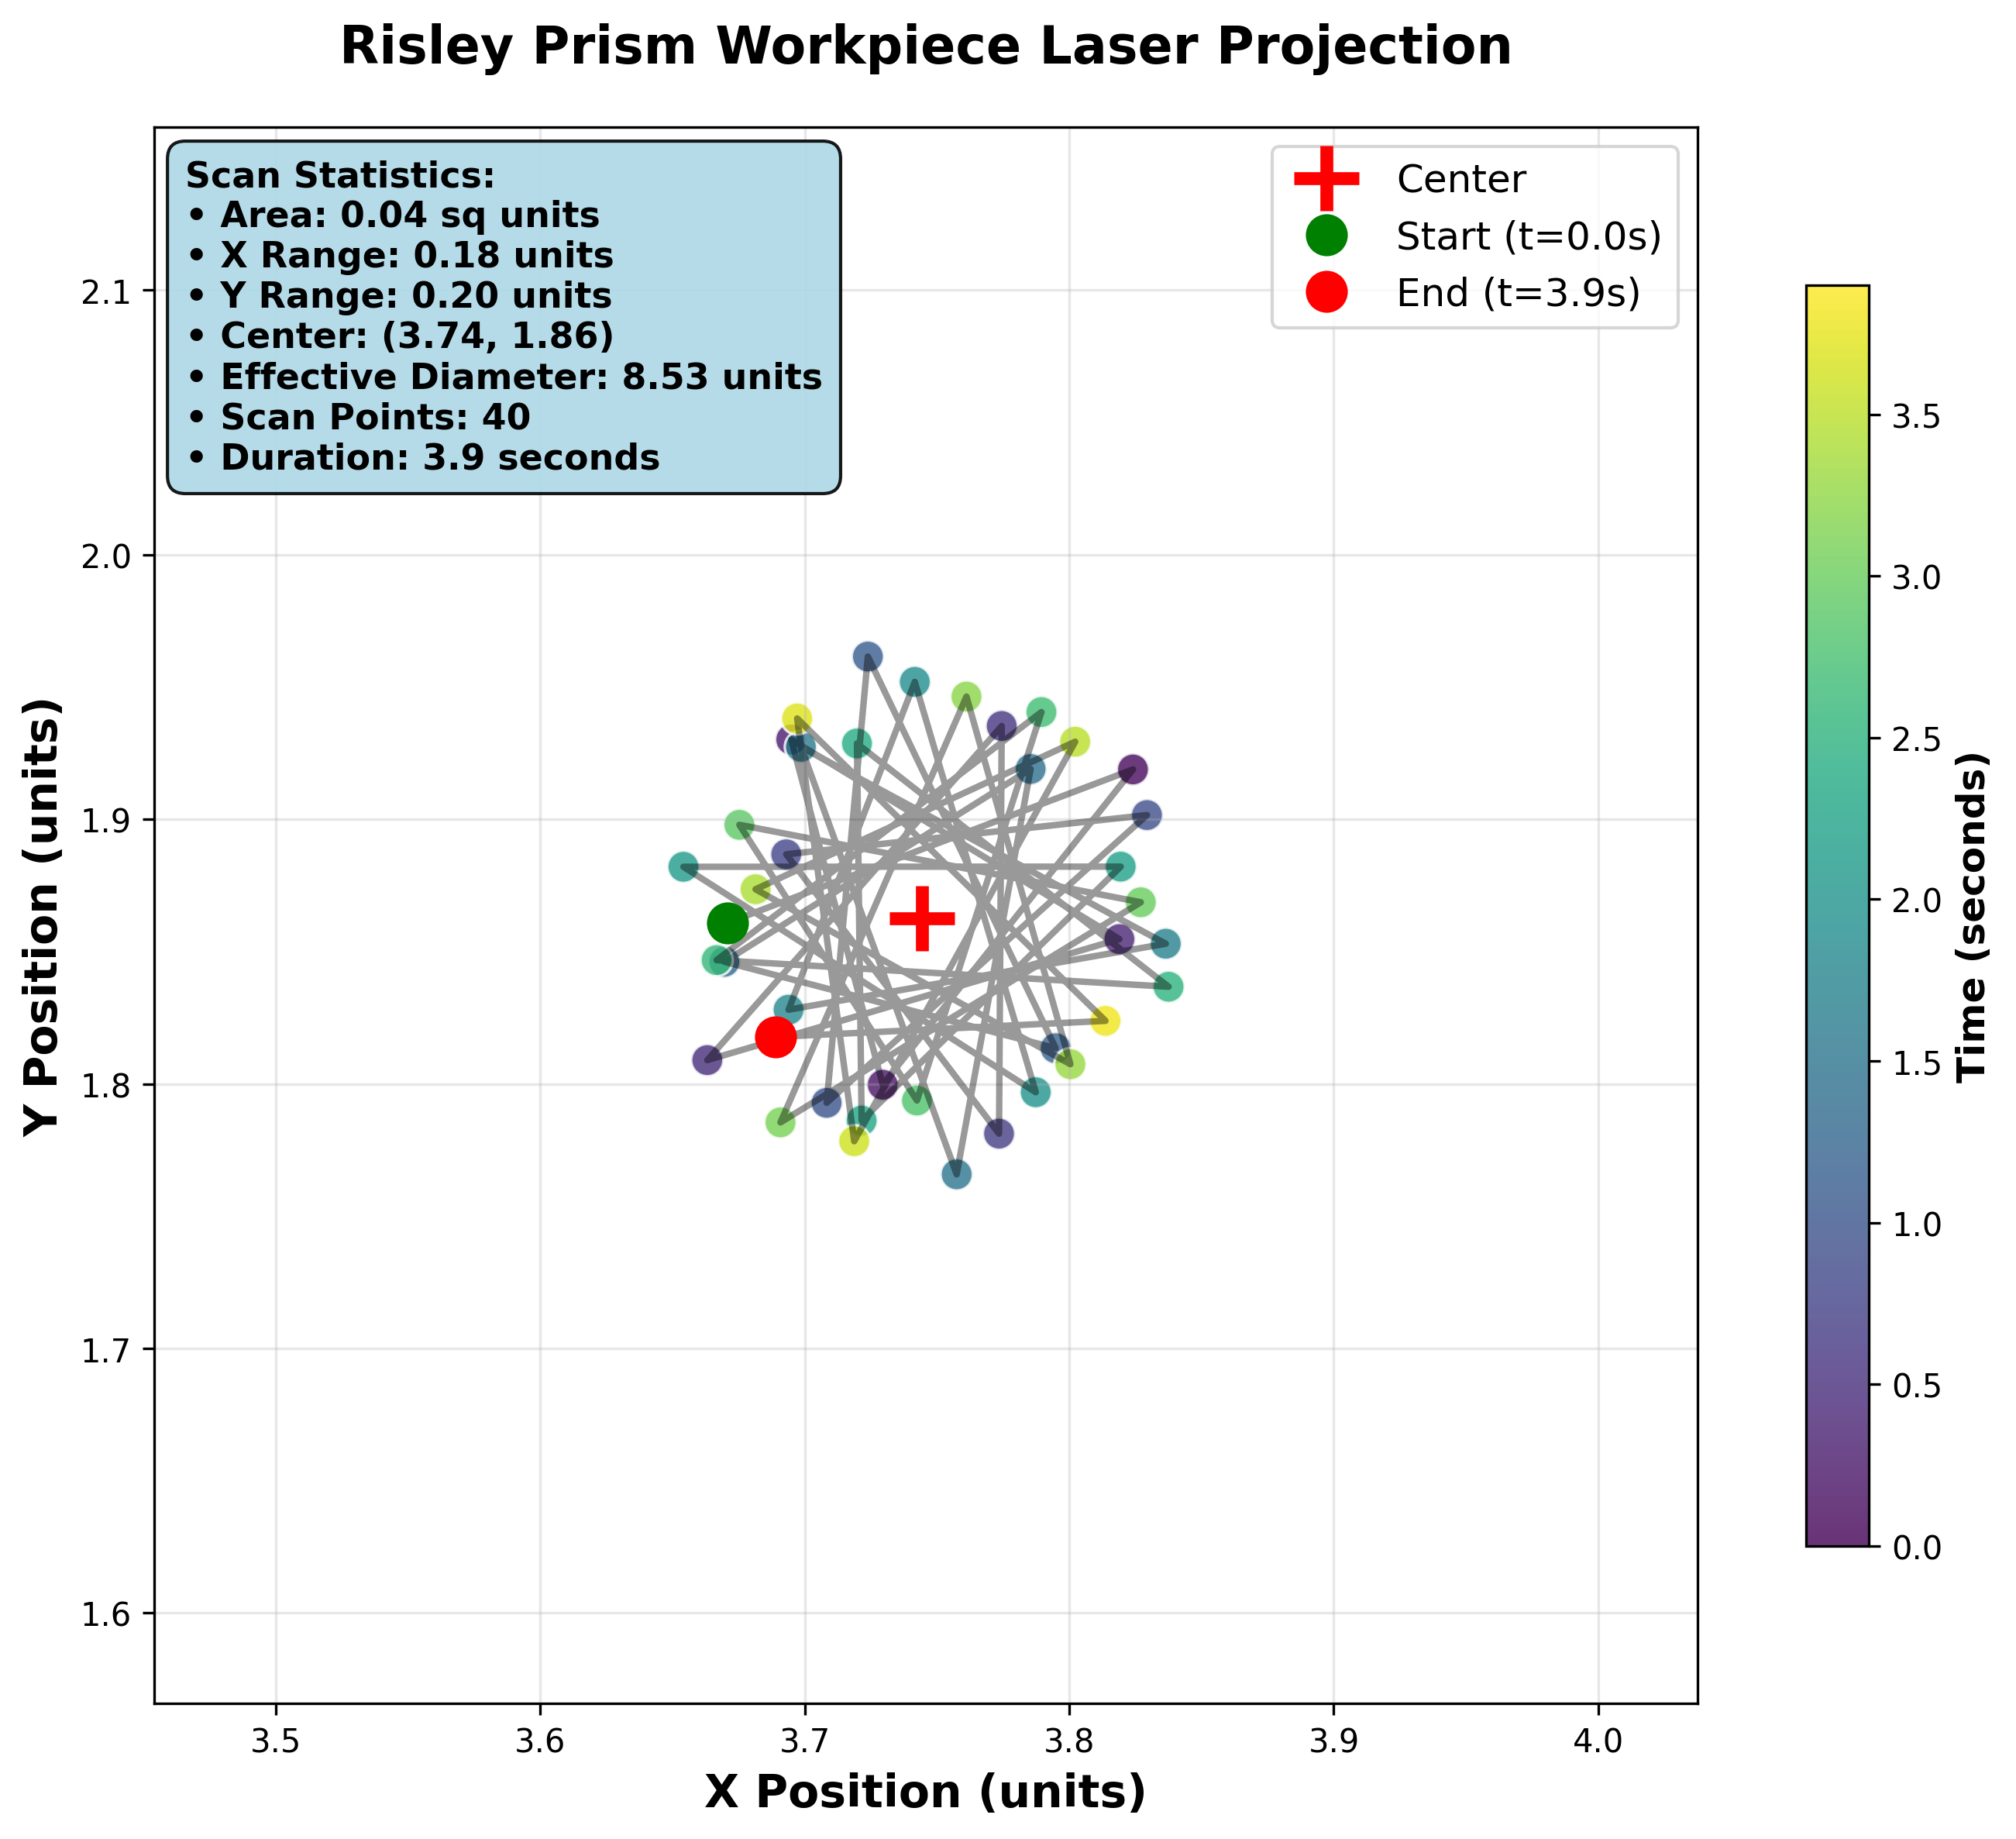 Risley Prism Workpiece Laser Projection
Scan Statistics:
• Area: 0.04 sq units
• X Range: 0.18 units
• Y Range: 0.20 units
• Center: (3.74, 1.86)
• Effective Diameter: 8.53 units
• Scan Points: 40
• Duration: 3.9 seconds
Center
Start (t=0.0s)
End (t=3.9s)
Y Position (units)
2.1
2.0
1.9
1.8
1.7
1.6
3.5
3.6
3.7
3.8
3.9
4.0
X Position (units)
3.5
3.0
2.5
2.0
1.5
1.0
0.5
0.0
Time (seconds)